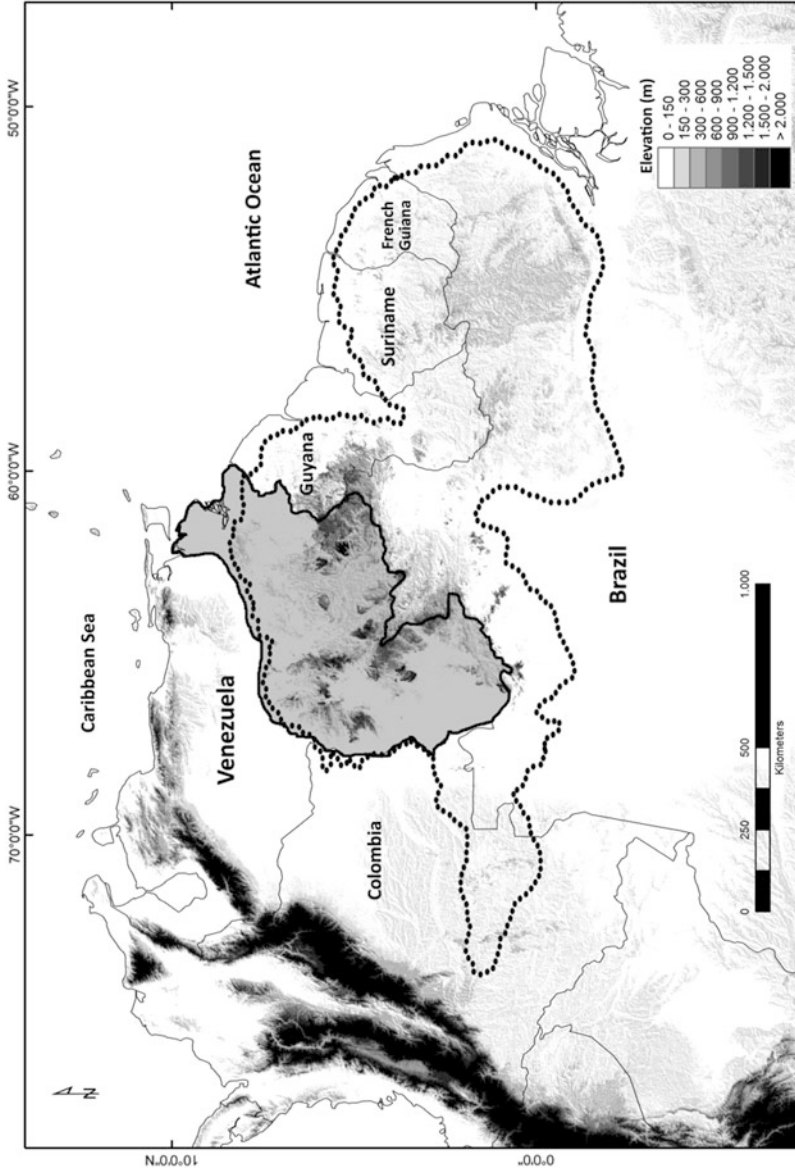 50°0'0"W
60°0'0"W
70°0'0"W
10°0'0"N
0°0'0"
Atlantic Ocean
Caribbean Sea
Venezuela
Guyana
Suriname
French
Guiana
Colombia
Brazil
N
Elevation (m)
0 - 150
150 - 300
300 - 600
600 - 900
900 - 1.200
1.200 - 1.500
1.500 - 2.000
> 2.000
0
250
500
1.000
Kilometers